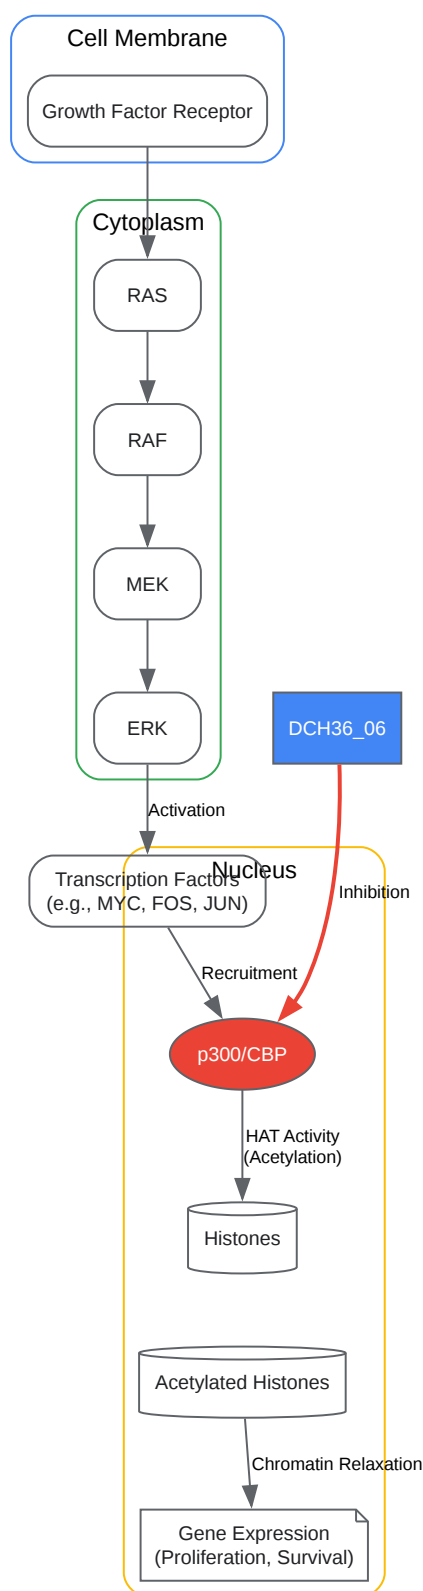 Cell Membrane
Growth Factor Receptor
Cytoplasm
RAS
RAF
MEK
ERK
DCH36_06
Activation
Nucleus
Transcription Factors
(e.g., MYC, FOS, JUN)
Inhibition
Recruitment
p300/CBP
HAT Activity
(Acetylation)
Histones
Acetylated Histones
Chromatin Relaxation
Gene Expression
(Proliferation, Survival)